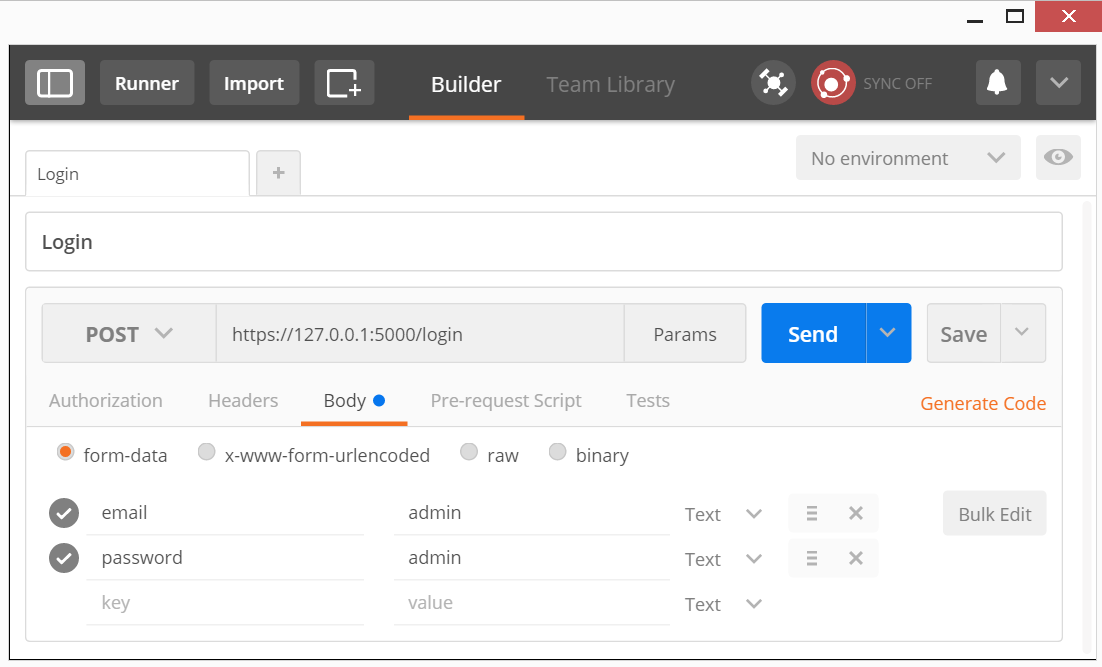 Runner Import Builder Team Library SYNC OFF
Login + No environment
Login
POST https://127.0.0.1:5000/login Params Send Save
Authorization Headers Body Pre-request Script Tests Generate Code
form-data x-www-form-urlencoded raw binary
email admin Text Bulk Edit
password admin Text
key value Text